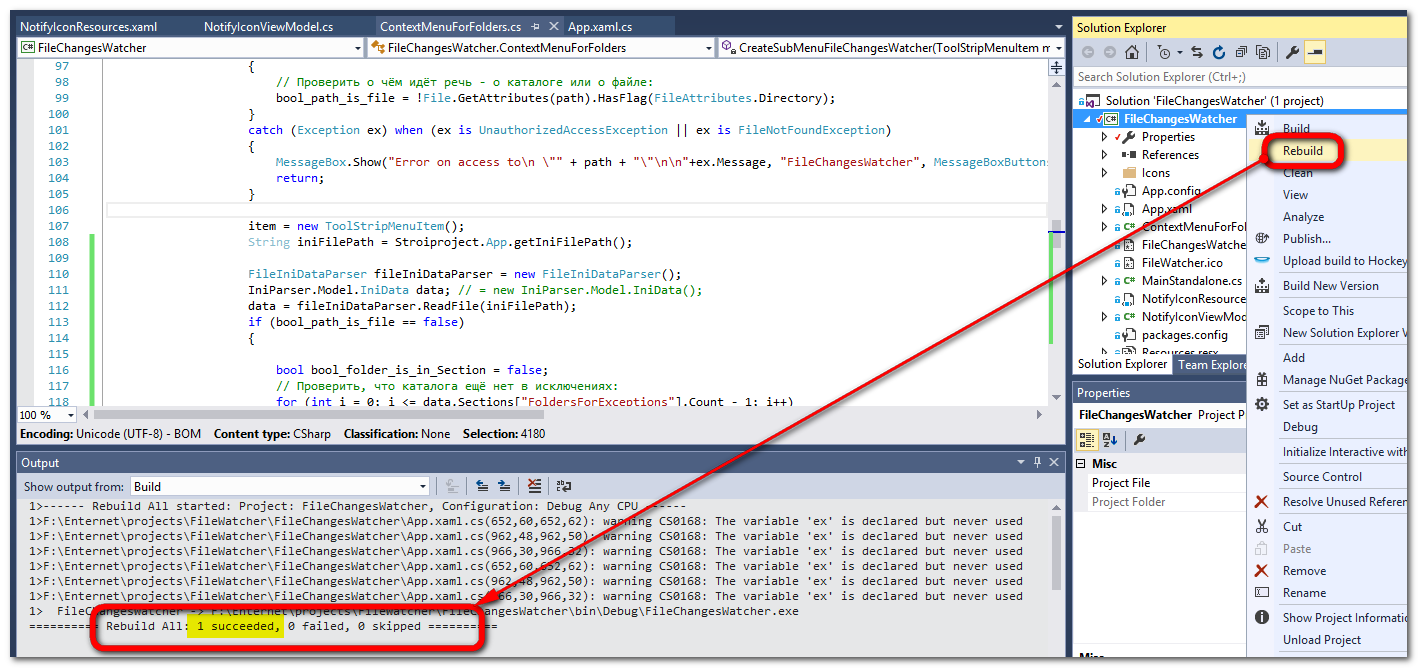 NotifyIconResources.xaml NotifyIconViewModel.cs ContextMenuForFolders.cs App.xaml.cs
FileChangesWatcher FileChangesWatcher.ContextMenuForFolders CreateSubMenuFileChangesWatcher(ToolStripMenuItem m
97 {
98 // Проверить о чём идёт речь - о каталоге или о файле:
99 bool_path_is_file = !File.GetAttributes(path).HasFlag(FileAttributes.Directory);
100 }
101 catch (Exception ex) when (ex is UnauthorizedAccessException || ex is FileNotFoundException)
102 {
103 MessageBox.Show("Error on access to\n \"" + path + "\"\n\n"+ex.Message, "FileChangesWatcher", MessageBoxButtons
104 return;
105 }
106
107 item = new ToolStripMenuItem();
108 String iniFilePath = Stroiproject.App.getIniFilePath();
109
110 FileIniDataParser fileIniDataParser = new FileIniDataParser();
111 IniParser.Model.IniData data; // = new IniParser.Model.IniData();
112 data = fileIniDataParser.ReadFile(iniFilePath);
113 if (bool_path_is_file == false)
114 {
115
116 bool bool_folder_is_in_Section = false;
117 // Проверить, что каталога ещё нет в исключениях:
118 for (int i = 0; i <= data.Sections["FoldersForExceptions"].Count - 1; i++)
100 %
Encoding: Unicode (UTF-8) - BOM Content type: CSharp Classification: None Selection: 4180
Output
Show output from: Build
1>------ Rebuild All started: Project: FileChangesWatcher, Configuration: Debug Any CPU ------
1>F:\Enternet\projects\FileWatcher\FileChangesWatcher\App.xaml.cs(652,60,652,62): warning CS0168: The variable 'ex' is declared but never used
1>F:\Enternet\projects\FileWatcher\FileChangesWatcher\App.xaml.cs(962,48,962,50): warning CS0168: The variable 'ex' is declared but never used
1>F:\Enternet\projects\FileWatcher\FileChangesWatcher\App.xaml.cs(966,30,966,32): warning CS0168: The variable 'ex' is declared but never used
1>F:\Enternet\projects\FileWatcher\FileChangesWatcher\App.xaml.cs(652,60,652,62): warning CS0168: The variable 'ex' is declared but never used
1>F:\Enternet\projects\FileWatcher\FileChangesWatcher\App.xaml.cs(962,48,962,50): warning CS0168: The variable 'ex' is declared but never used
1>F:\Enternet\projects\FileWatcher\FileChangesWatcher\App.xaml.cs(966,30,966,32): warning CS0168: The variable 'ex' is declared but never used
1> FileChangesWatcher -> F:\Enternet\projects\FileWatcher\FileChangesWatcher\bin\Debug\FileChangesWatcher.exe
========== Rebuild All: 1 succeeded, 0 failed, 0 skipped ==========
Solution Explorer
Search Solution Explorer (Ctrl+;)
Solution 'FileChangesWatcher' (1 project)
FileChangesWatcher
Properties
References
Icons
App.config
App.xaml
ContextMenuForFol
FileChangesWatche
FileWatcher.ico
MainStandalone.cs
NotifyIconResource
NotifyIconViewMod
packages.config
Resources.resx
Solution Explorer Team Explore
Properties
FileChangesWatcher Project P
Misc
Project File
Project Folder
Misc
Build
Rebuild
Clean
View
Analyze
Publish...
Upload build to Hockey
Build New Version
Scope to This
New Solution Explorer V
Add
Manage NuGet Package
Set as StartUp Project
Debug
Initialize Interactive with
Source Control
Resolve Unused Referen
Cut
Paste
Remove
Rename
Show Project Informatio
Unload Project